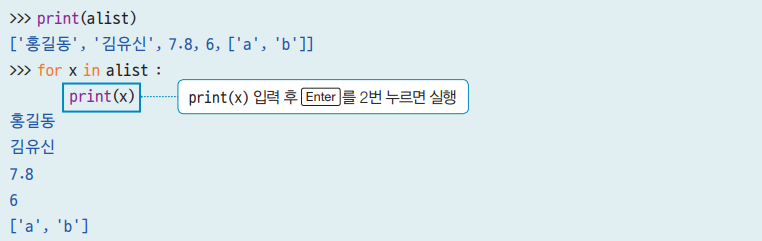 >>> print(alist)
['홍길동', '김유신', 7.8, 6, ['a', 'b']]
>>> for x in alist :
print(x) print(x) 입력 후 Enter 를 2번 누르면 실행
홍길동
김유신
7.8
6
['a', 'b']